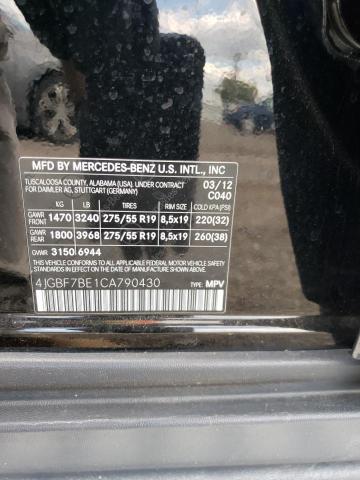 MFD BY MERCEDES-BENZ U.S. INTL., INC
TUSCALOOSA COUNTY, ALABAMA (USA), UNDER CONTRACT 03/12
FOR DAIMLER AG, STUTTGART (GERMANY) C040
KG LB TIRES RIM SIZE COLD KPA(PSI)
GAWR FRONT 1470 3240 275/55 R19 8,5x19 220(32)
GAWR REAR 1800 3968 275/55 R19 8,5x19 260(38)
GVWR 3150 6944
THIS VEHICLE CONFORMS TO ALL APPLICABLE U.S. FEDERAL MOTOR
VEHICLE SAFETY AND THEFT PREVENTION STANDARDS IN EFFECT
ON THE DATE OF MANUFACTURE SHOWN ABOVE.
4JGBF7BE1CA790430 TYPE: MPV